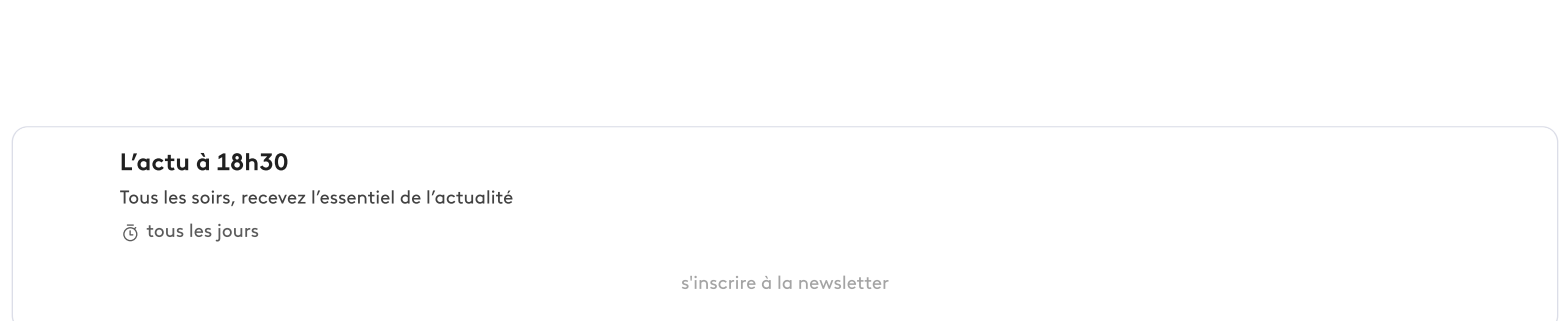 L’actu à 18h30
Tous les soirs, recevez l’essentiel de l’actualité
tous les jours
s'inscrire à la newsletter